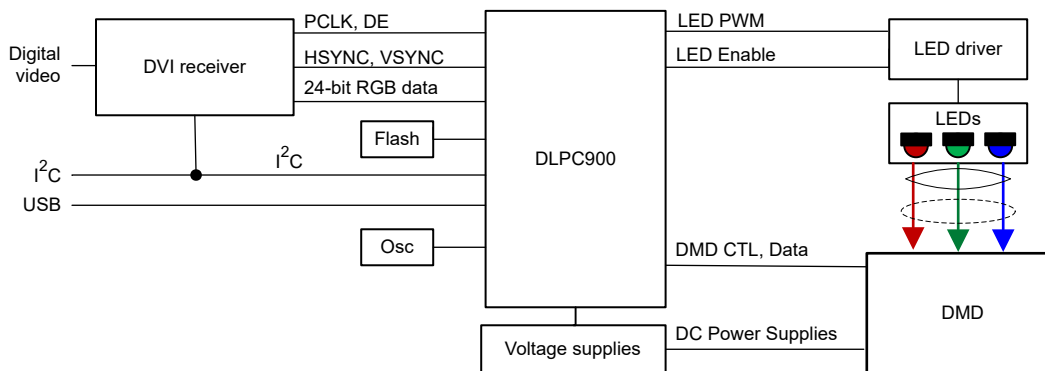 PCLK, DE
HSYNC, VSYNC
24-bit RGB data
Digital
video
DVI receiver
Flash
I²C
I²C
USB
Osc
DLPC900
Voltage supplies
LED PWM
LED Enable
LED driver
LEDs
DMD CTL, Data
DC Power Supplies
DMD